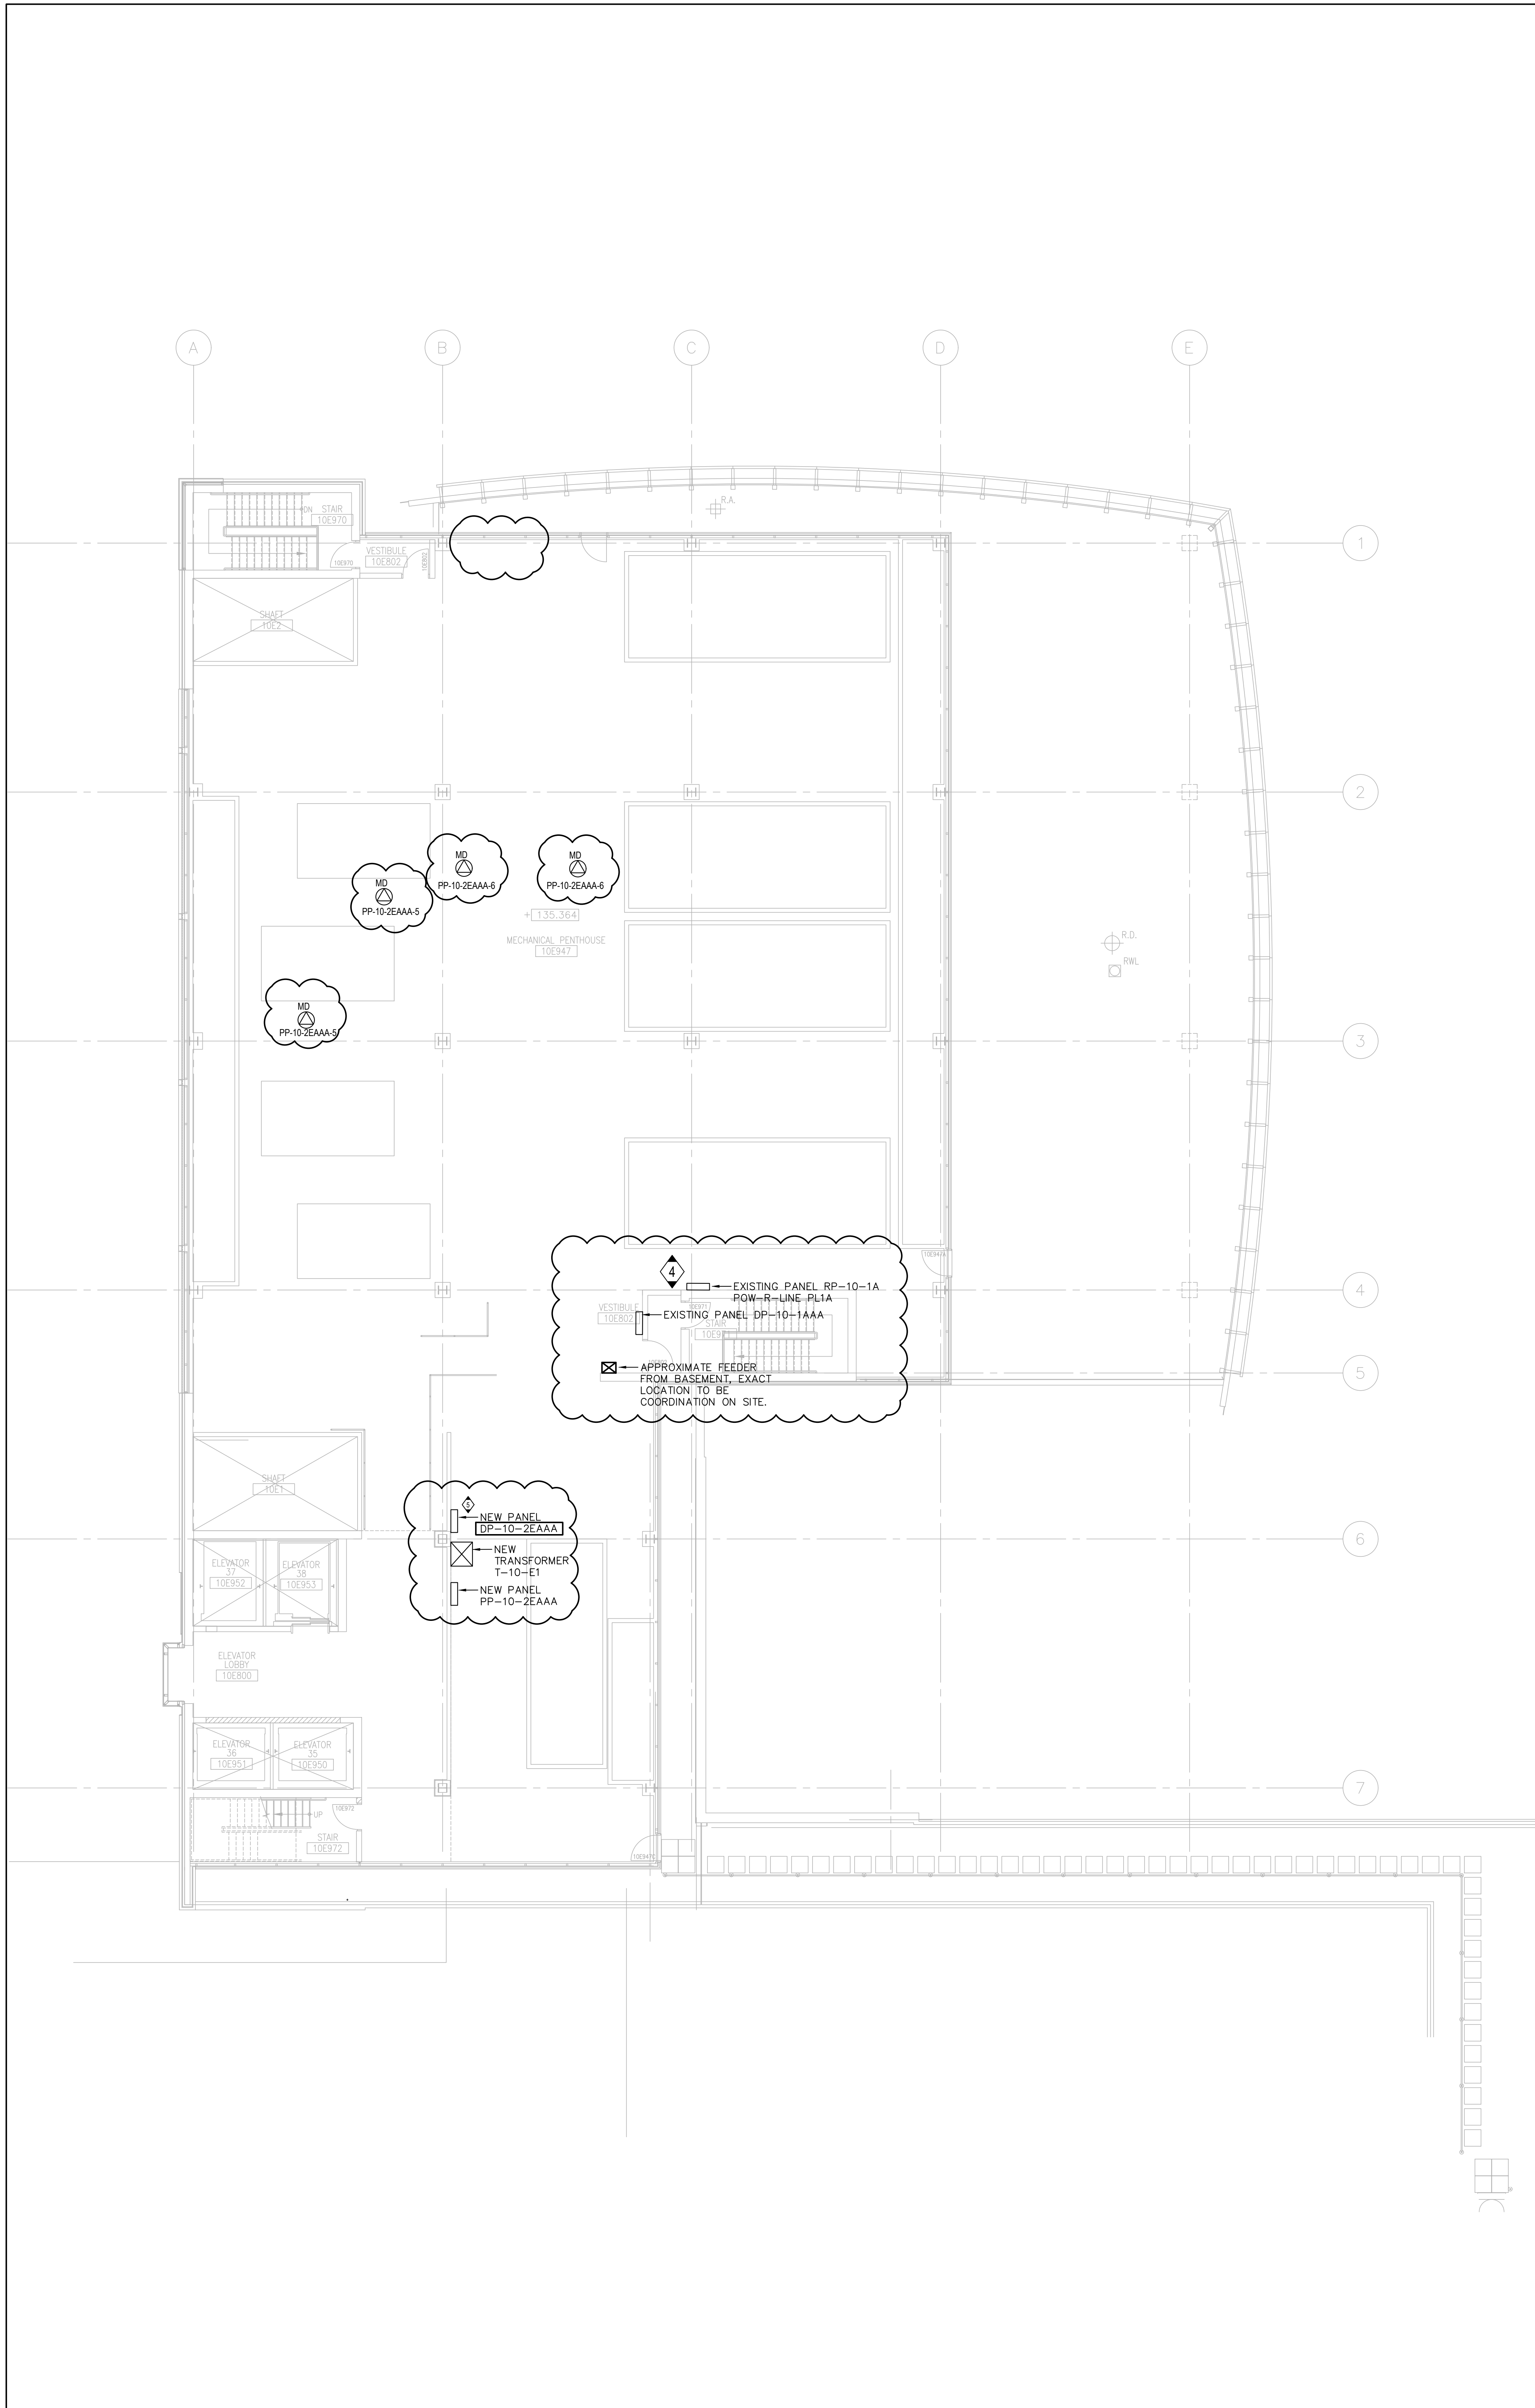 A
B
C
D
E
R.A.
DN
STAIR
10E970
1
VESTIBULE
10E802
10E802
10E970
SHAFT
10E2
2
MD
PP-10-2EAAA-6
MD
PP-10-2EAAA-6
MD
PP-10-2EAAA-5
+ 135.364
MECHANICAL PENTHOUSE
10E947
R.D.
RWL
MD
PP-10-2EAAA-5
3
10E947A
4
EXISTING PANEL RP-10-1A
POW-R-LINE PL1A
4
VESTIBULE
10E802
10E971
EXISTING PANEL DP-10-1AAA
STAIR
APPROXIMATE FEEDER
FROM BASEMENT, EXACT
LOCATION TO BE
COORDINATION ON SITE.
5
SHAFT
10E1
5
NEW PANEL
DP-10-2EAAA
6
NEW
TRANSFORMER
T-10-E1
NEW PANEL
PP-10-2EAAA
ELEVATOR
37
10E952
ELEVATOR
38
10E953
ELEVATOR
LOBBY
10E800
ELEVATOR
36
10E951
ELEVATOR
35
10E950
7
UP
10E972
STAIR
10E972
10E947C